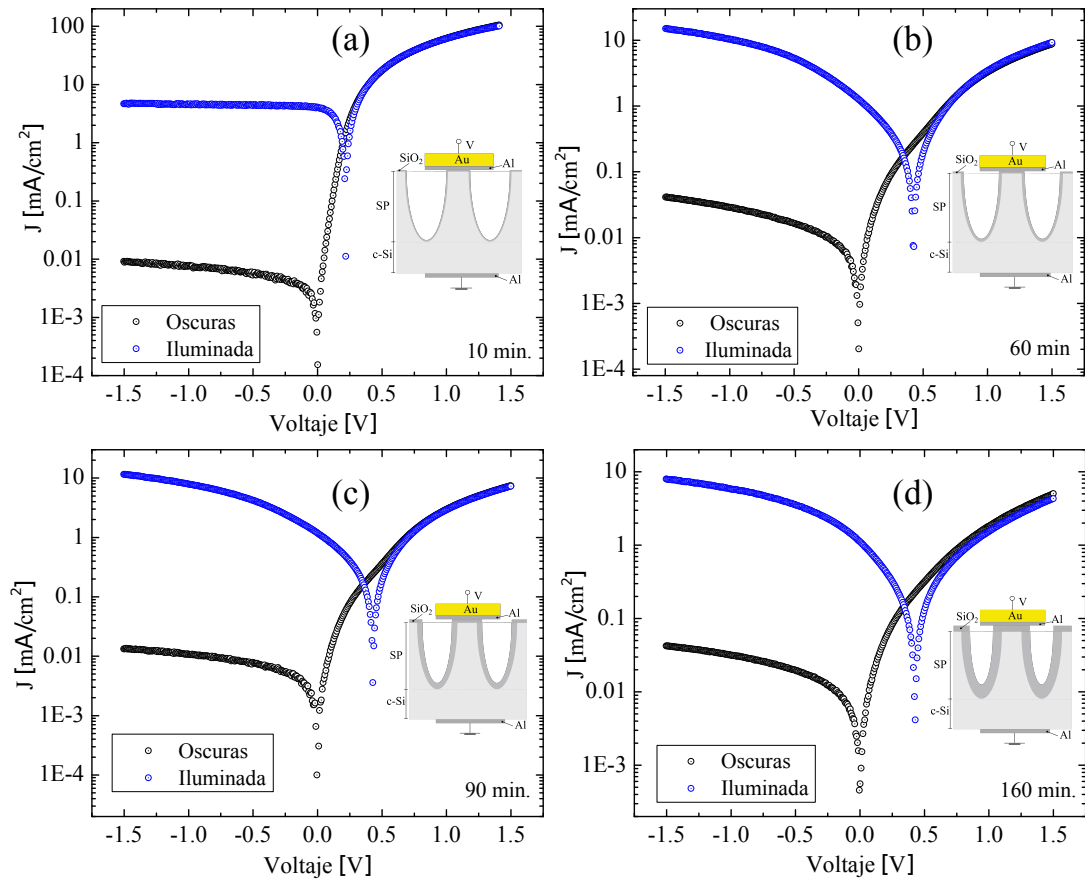 (a)
100
10
1
0.1
0.01
1E-3
1E-4
J [mA/cm²]
-1.5 -1.0 -0.5 0.0 0.5 1.0 1.5
Voltaje [V]
Oscuras
Iluminada
10 min.
V
SiO₂
Au
Al
SP
c-Si
Al
(b)
10
1
0.1
0.01
1E-3
1E-4
J [mA/cm²]
-1.5 -1.0 -0.5 0.0 0.5 1.0 1.5
Voltaje [V]
Oscuras
Iluminada
60 min
V
SiO₂
Au
Al
SP
c-Si
Al
(c)
10
1
0.1
0.01
1E-3
1E-4
J [mA/cm²]
-1.5 -1.0 -0.5 0.0 0.5 1.0 1.5
Voltaje [V]
Oscuras
Iluminada
90 min.
V
SiO₂
Au
Al
SP
c-Si
Al
(d)
10
1
0.1
0.01
1E-3
J [mA/cm²]
-1.5 -1.0 -0.5 0.0 0.5 1.0 1.5
Voltaje [V]
Oscuras
Iluminada
160 min.
V
SiO₂
Au
Al
SP
c-Si
Al